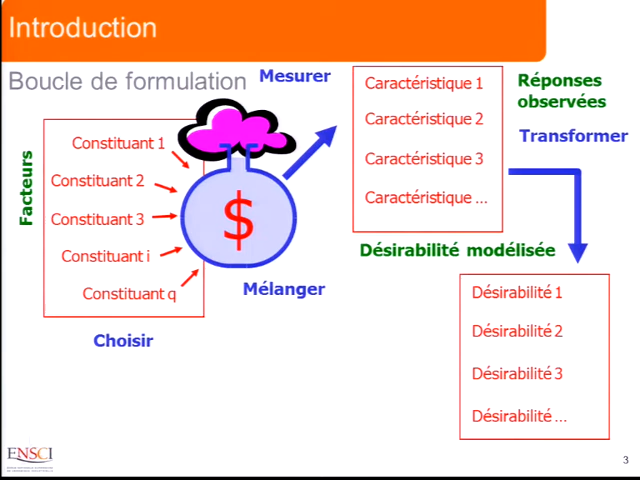 Introduction
Boucle de formulation
Mesurer
Facteurs
Constituant 1
Constituant 2
Constituant 3
Constituant i
Constituant q
Choisir
$
Mélanger
Caractéristique 1
Caractéristique 2
Caractéristique 3
Caractéristique ...
Réponses
observées
Transformer
Désirabilité modélisée
Désirabilité 1
Désirabilité 2
Désirabilité 3
Désirabilité ...
ENSCI
3